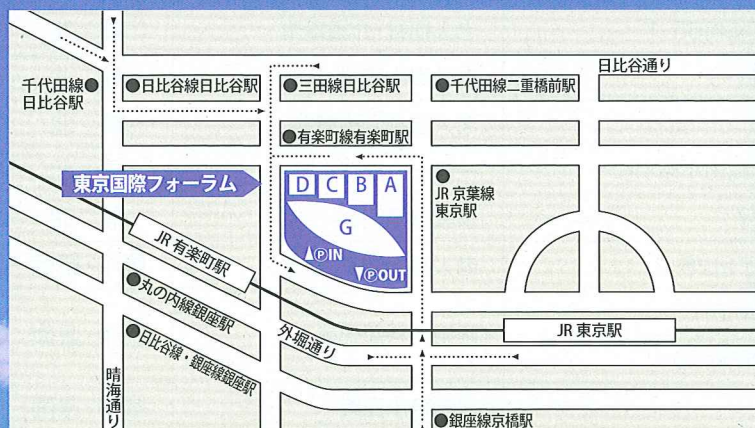 日比谷通り
千代田線
日比谷駅
日比谷線日比谷駅
三田線日比谷駅
千代田線二重橋前駅
有楽町線有楽町駅
東京国際フォーラム
D C B A
G
▲ⓅIN
▼ⓅOUT
JR 京葉線
東京駅
JR 有楽町駅
丸の内線銀座駅
日比谷線・銀座線銀座駅
外堀通り
JR 東京駅
晴海通り
銀座線京橋駅